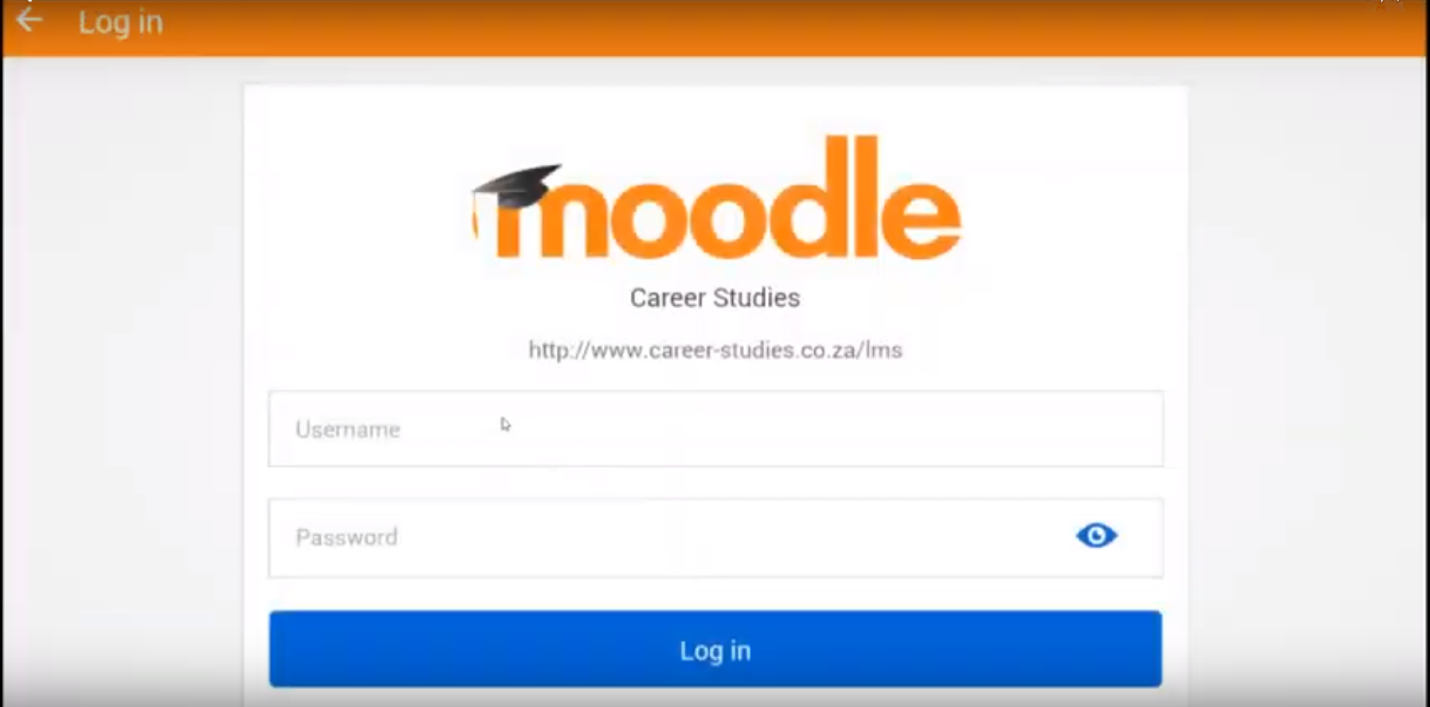 Log in
moodle
Career Studies
http://www.career-studies.co.za/lms
Username
Password
Log in